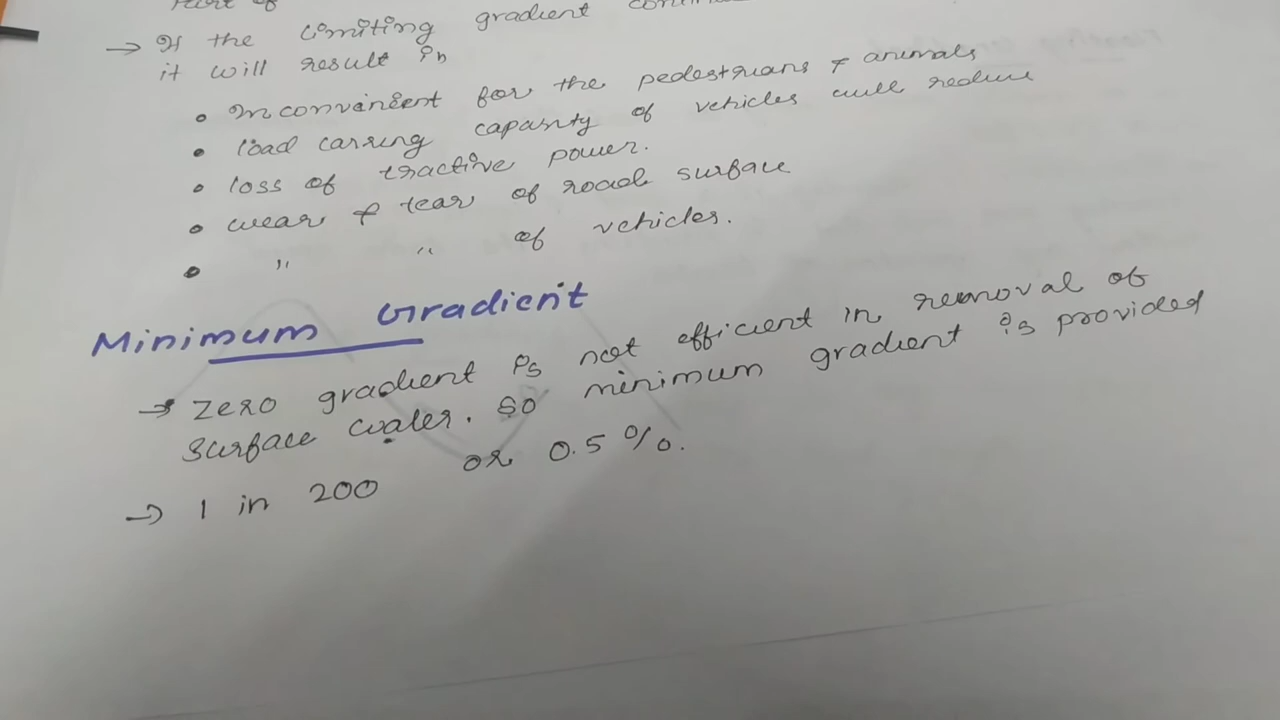 → If the limiting gradient
it will result in
• Inconvinient for the pedestrians & animals
• load carring capacity of vehicles will reduce
• loss of tractive power.
• wear & tear of road surface
• " " of vehicles.
Minimum Gradient
→ Zero gradient is not efficient in removal of
surface water. So minimum gradient is provided
→ 1 in 200 or 0.5%.